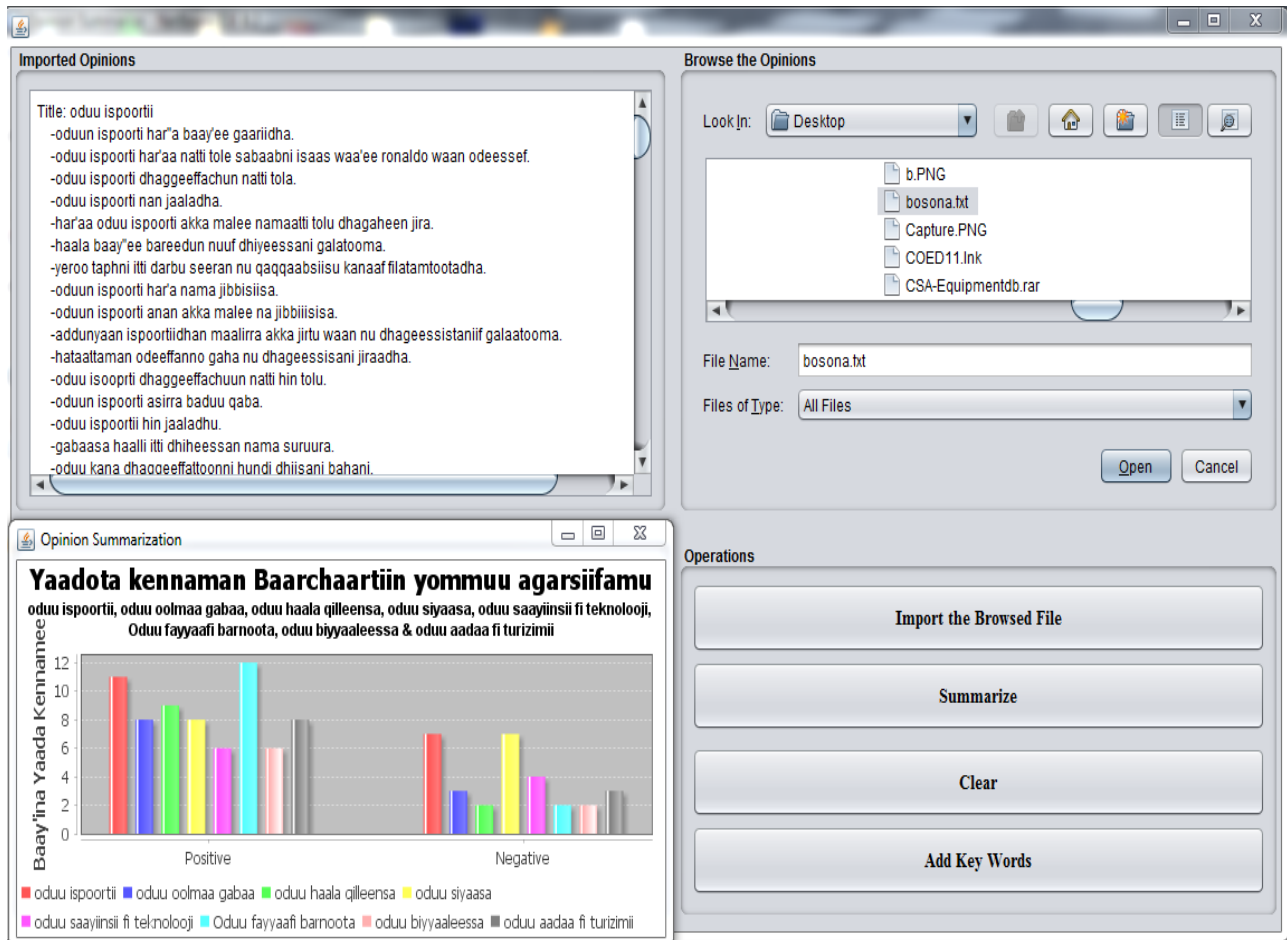 Imported Opinions
Title: oduu ispoortii
-oduun ispoorti har"a baay'ee gaariidha.
-oduu ispoorti har'aa natti tole sabaabni isaas waa'ee ronaldo waan odeessef.
-oduu ispoorti dhaggeeffachun natti tola.
-oduu ispoorti nan jaaladha.
-har'aa oduu ispoorti akka malee namaatti tolu dhagaheen jira.
-haala baay"ee bareedun nuuf dhiyeessani galatooma.
-yeroo taphni itti darbu seeran nu qaqqaabsiisu kanaaf filatamtootadha.
-oduun ispoorti har'a nama jibbisiisa.
-oduun ispoorti anan akka malee na jibbiiisisa.
-addunyaan ispoortiidhan maalirra akka jirtu waan nu dhageessistaniif galaatooma.
-hataattaman odeeffanno gaha nu dhageessisani jiraadha.
-oduu isooprti dhaggeeffachuun natti hin tolu.
-oduun ispoorti asirra baduu qaba.
-oduu ispoortii hin jaaladhu.
-gabaasa haalli itti dhiheessan nama suruura.
-oduu kana dhaggeeffattoonni hundi dhiisani bahani.
Browse the Opinions
Look In: Desktop
b.PNG
bosona.txt
Capture.PNG
COED11.lnk
CSA-Equipmentdb.rar
File Name: bosona.txt
Files of Type: All Files
Open Cancel
Opinion Summarization
Yaadota kennaman Baarchaartiin yommuu agarsiifamu
oduu ispoortii, oduu oolmaa gabaa, oduu haala qilleensa, oduu siyaasa, oduu saayiinsii fi teknolooji,
Oduu fayyaafi barnoota, oduu biyyaaleessa & oduu aadaa fi turizimii
Baay'ina Yaada Kennamee
12
10
8
6
4
2
0
Positive Negative
oduu ispoortii oduu oolmaa gabaa oduu haala qilleensa oduu siyaasa
oduu saayiinsii fi teknolooji Oduu fayyaafi barnoota oduu biyyaaleessa oduu aadaa fi turizimii
Operations
Import the Browsed File
Summarize
Clear
Add Key Words